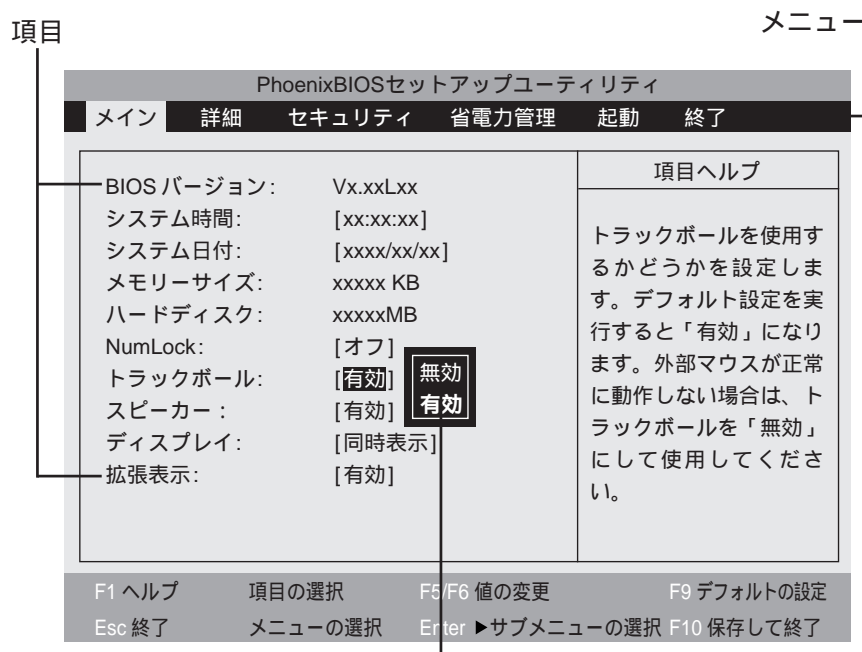 項目
メニュー
PhoenixBIOSセットアップユーティリティ
メイン 詳細 セキュリティ 省電力管理 起動 終了
BIOS バージョン: Vx.xxLxx
システム時間: [xx:xx:xx]
システム日付: [xxxx/xx/xx]
メモリーサイズ: xxxxx KB
ハードディスク: xxxxxMB
NumLock: [オフ]
トラックボール: [有効]
スピーカー: [有効]
ディスプレイ: [同時表示]
拡張表示: [有効]
無効
有効
項目ヘルプ
トラックボールを使用す
るかどうかを設定しま
す。デフォルト設定を実
行すると「有効」になり
ます。外部マウスが正常
に動作しない場合は、ト
ラックボールを「無効」
にして使用してくださ
い。
F1 ヘルプ 項目の選択 F5/F6 値の変更 F9 デフォルトの設定
Esc 終了 メニューの選択 Enter ▶サブメニューの選択 F10 保存して終了